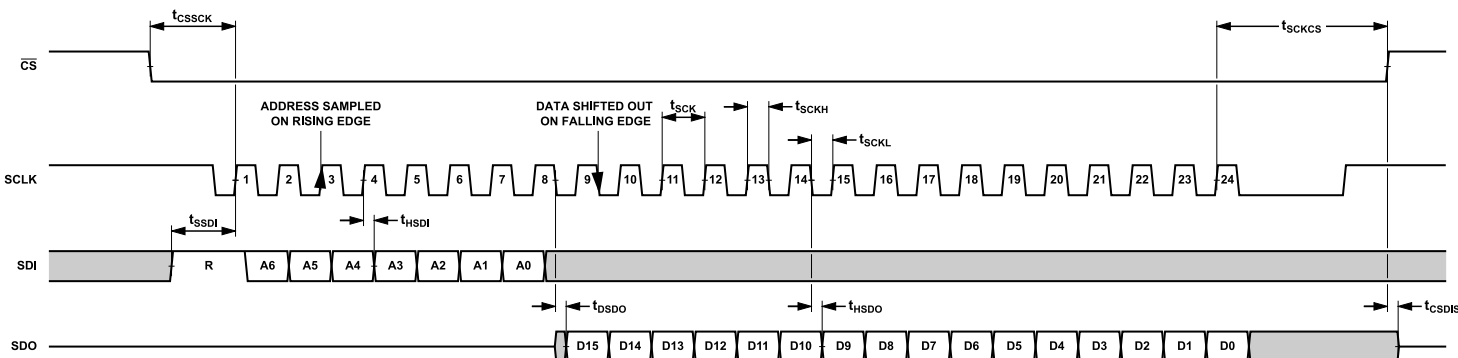 tCSSCK
tSCKCS
CS
ADDRESS SAMPLED
ON RISING EDGE
DATA SHIFTED OUT
ON FALLING EDGE
tSCK
tSCKH
tSCKL
SCLK
1 2 3 4 5 6 7 8 9 10 11 12 13 14 15 16 17 18 19 20 21 22 23 24
tSSDI
tHSDI
SDI
R A6 A5 A4 A3 A2 A1 A0
tDSDO
tHSDO
tCSDIS
SDO
D15 D14 D13 D12 D11 D10 D9 D8 D7 D6 D5 D4 D3 D2 D1 D0